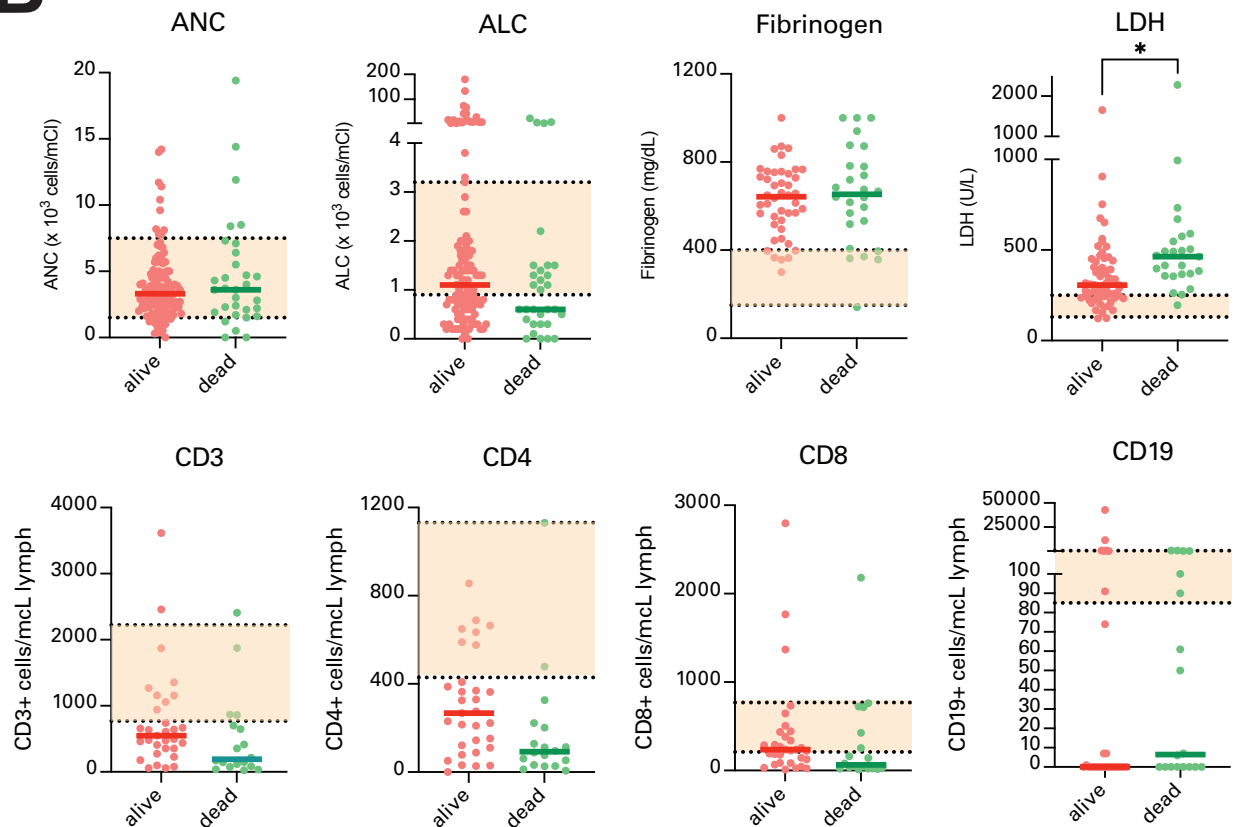 ANC
ALC
Fibrinogen
LDH
*
ANC (x 10³ cells/mCl)
20
15
10
5
0
alive
dead
ALC (x 10³ cells/mCl)
200
100
4
3
2
1
0
alive
dead
Fibrinogen (mg/dL)
1200
800
400
0
alive
dead
LDH (U/L)
2000
1000
1000
500
0
alive
dead
CD3
CD4
CD8
CD19
CD3+ cells/mcL lymph
4000
3000
2000
1000
0
alive
dead
CD4+ cells/mcL lymph
1200
800
400
0
alive
dead
CD8+ cells/mcL lymph
3000
2000
1000
0
alive
dead
CD19+ cells/mcL lymph
50000
25000
100
90
80
70
60
50
40
30
20
10
0
alive
dead